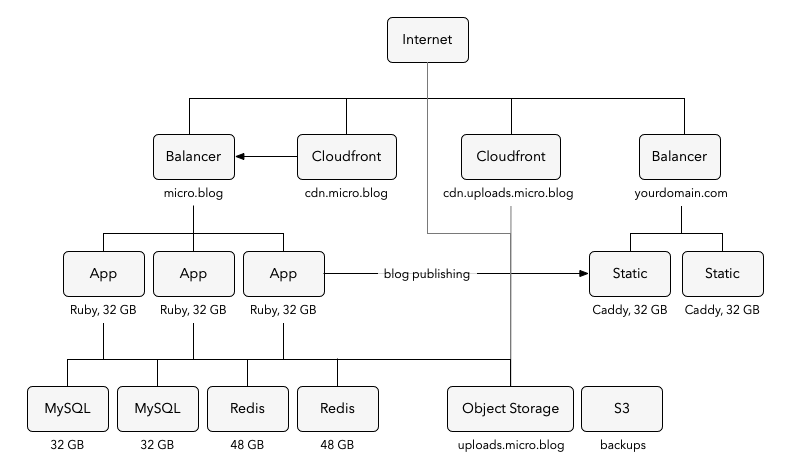 Internet
Balancer
Cloudfront
Cloudfront
Balancer
micro.blog
cdn.micro.blog
cdn.uploads.micro.blog
yourdomain.com
App
App
App
blog publishing
Static
Static
Ruby, 32 GB
Ruby, 32 GB
Ruby, 32 GB
Caddy, 32 GB
Caddy, 32 GB
MySQL
MySQL
Redis
Redis
Object Storage
S3
32 GB
32 GB
48 GB
48 GB
uploads.micro.blog
backups